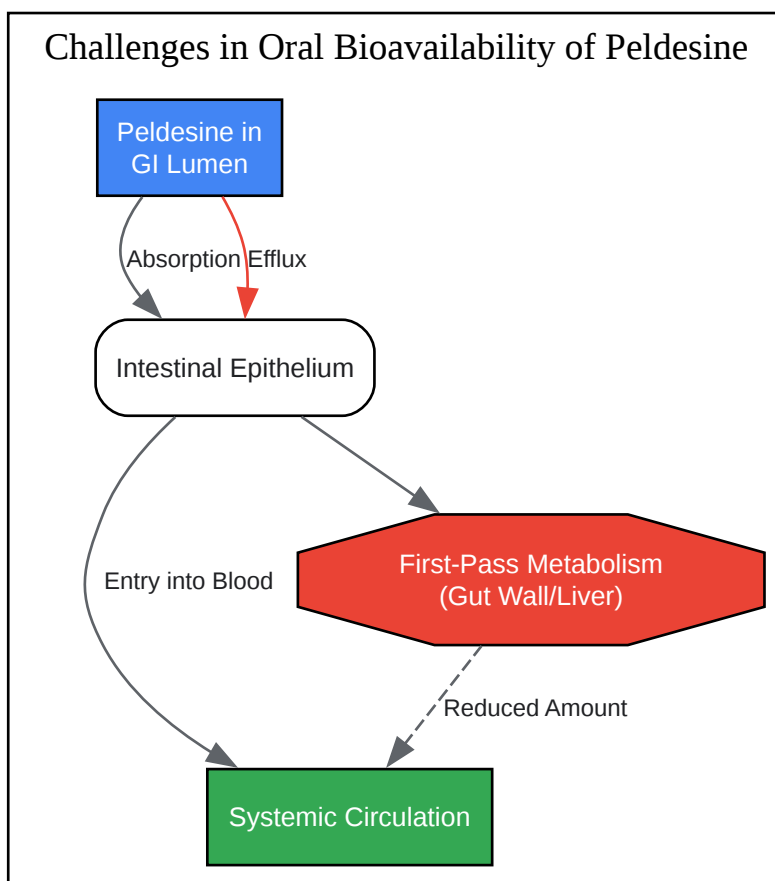 Challenges in Oral Bioavailability of Peldesine
Peldesine in
GI Lumen
Absorption
Efflux
Intestinal Epithelium
Entry into Blood
First-Pass Metabolism
(Gut Wall/Liver)
Reduced Amount
Systemic Circulation